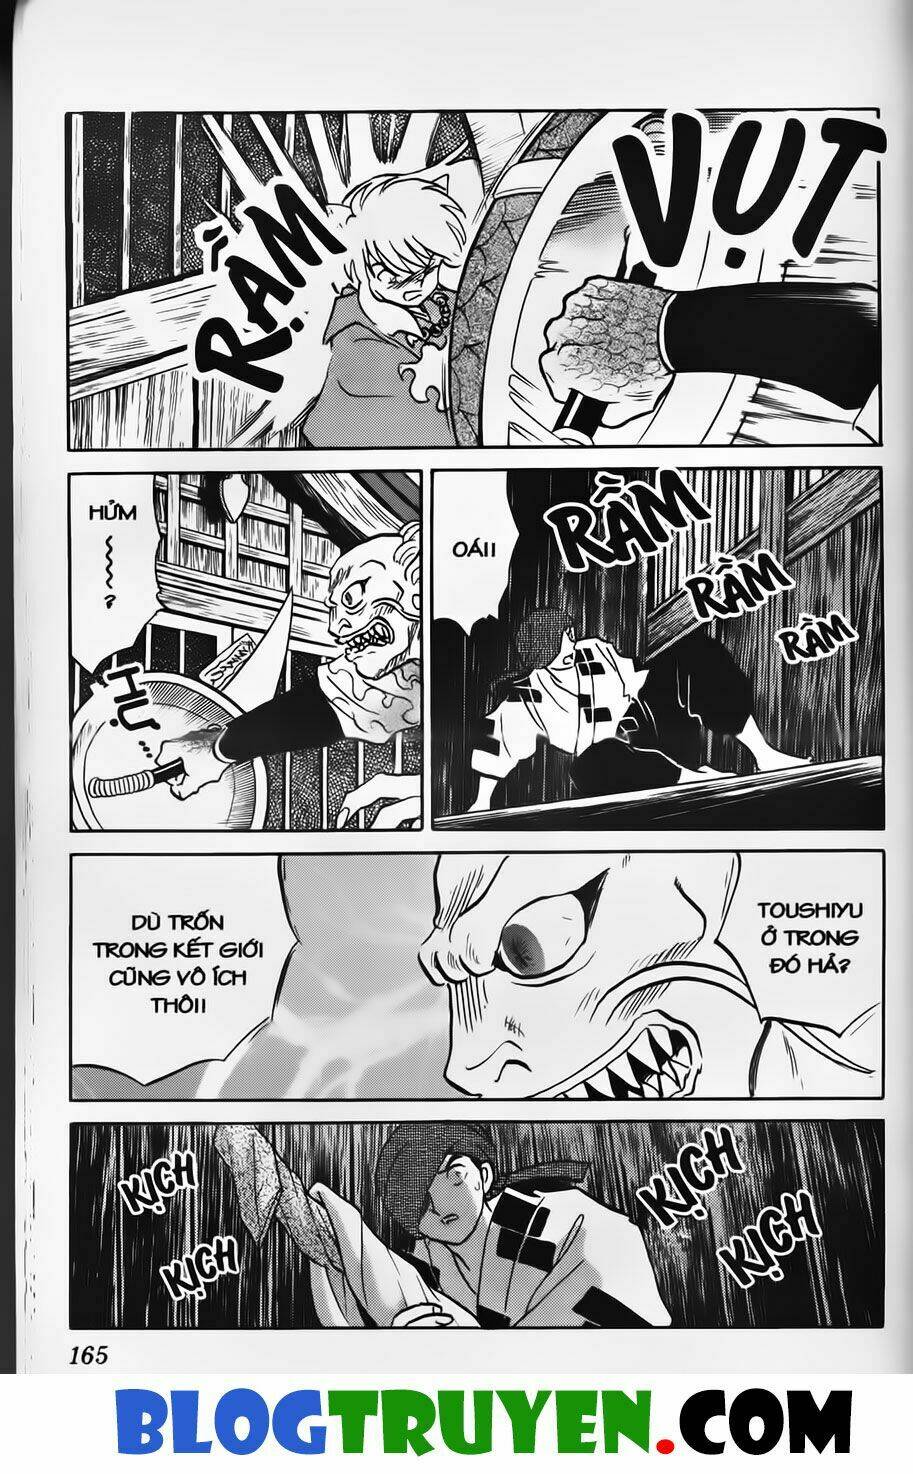 VỤT
RẦM
OÁI!
RẦM
RẦM
RẦM
HỬM
?
HỰ...
TOUSHIYU
Ở TRONG
ĐÓ HẢ?
DÙ TRỐN
TRONG KẾT GIỚI
CŨNG VÔ ÍCH
THÔI!
KỊCH
KỊCH
KỊCH
KỊCH
165
BLOGTRUYEN.COM